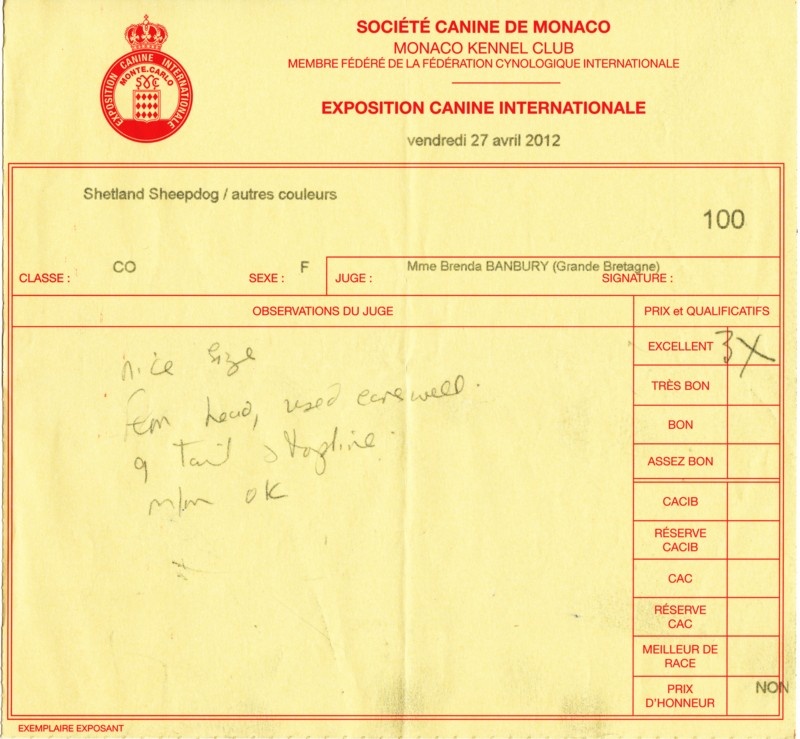 SOCIÉTÉ CANINE DE MONACO
MONACO KENNEL CLUB
MEMBRE FÉDÉRÉ DE LA FÉDÉRATION CYNOLOGIQUE INTERNATIONALE
EXPOSITION CANINE INTERNATIONALE
MONTE-CARLO
EXPOSITION CANINE INTERNATIONALE
vendredi 27 avril 2012
Shetland Sheepdog / autres couleurs
100
CLASSE : CO SEXE : F JUGE : Mme Brenda BANBURY (Grande Bretagne) SIGNATURE :
OBSERVATIONS DU JUGE PRIX et QUALIFICATIFS
nice size
Fem head, used ears well.
g Tail & Topline.
m/m OK
EXCELLENT 3 X
TRÈS BON
BON
ASSEZ BON
CACIB
RÉSERVE
CACIB
CAC
RÉSERVE
CAC
MEILLEUR DE
RACE
PRIX
D'HONNEUR NON
EXEMPLAIRE EXPOSANT